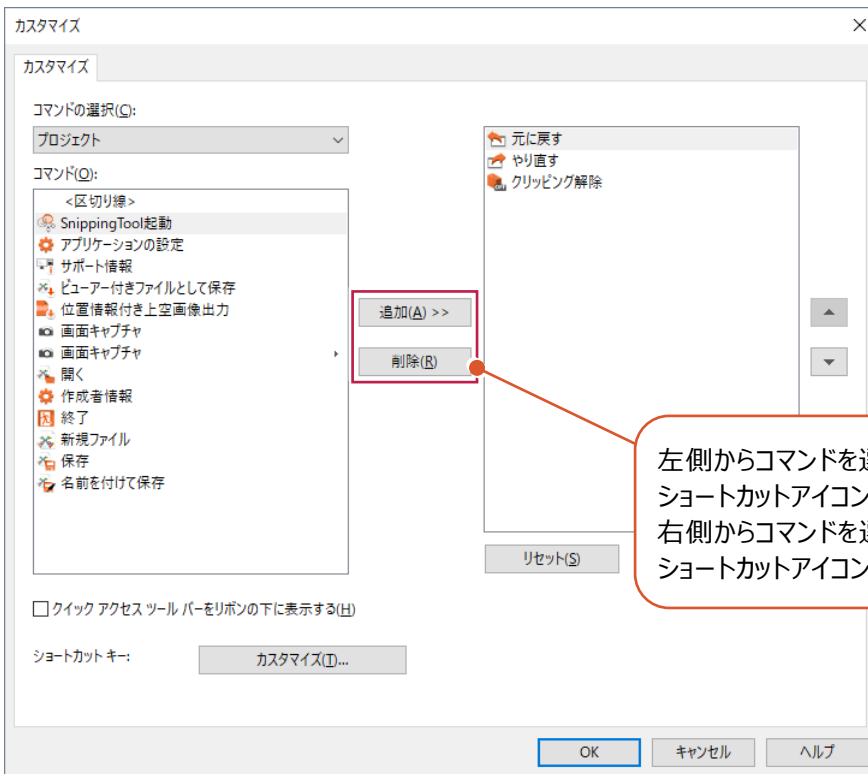 カスタマイズ
カスタマイズ
コマンドの選択(C):
プロジェクト
コマンド(O):
<区切り線>
SnippingTool起動
アプリケーションの設定
サポート情報
ビューアー付きファイルとして保存
位置情報付き上空画像出力
画面キャプチャ
画面キャプチャ
開く
作成者情報
終了
新規ファイル
保存
名前を付けて保存
追加(A) >>
削除(R)
元に戻す
やり直す
クリッピング解除
左側からコマンドを
ショートカットアイコン
右側からコマンドを
ショートカットアイコン
リセット(S)
クイック アクセス ツール バーをリボンの下に表示する(H)
ショートカット キー:
カスタマイズ(T)...
OK
キャンセル
ヘルプ